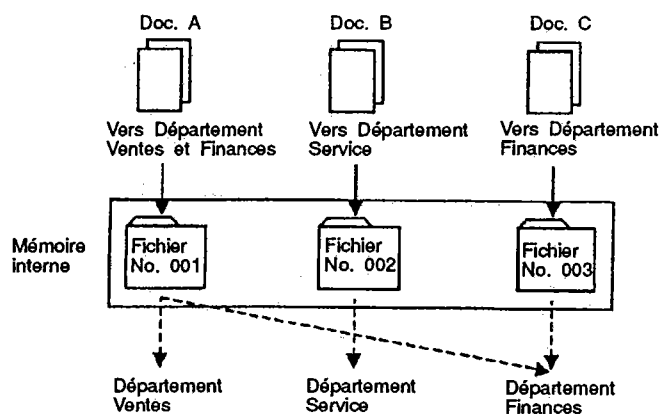 Doc. A
Doc. B
Doc. C
Vers Département
Ventes et Finances
Vers Département
Service
Vers Département
Finances
Mémoire
interne
Fichier
No. 001
Fichier
No. 002
Fichier
No. 003
Département
Ventes
Département
Service
Département
Finances